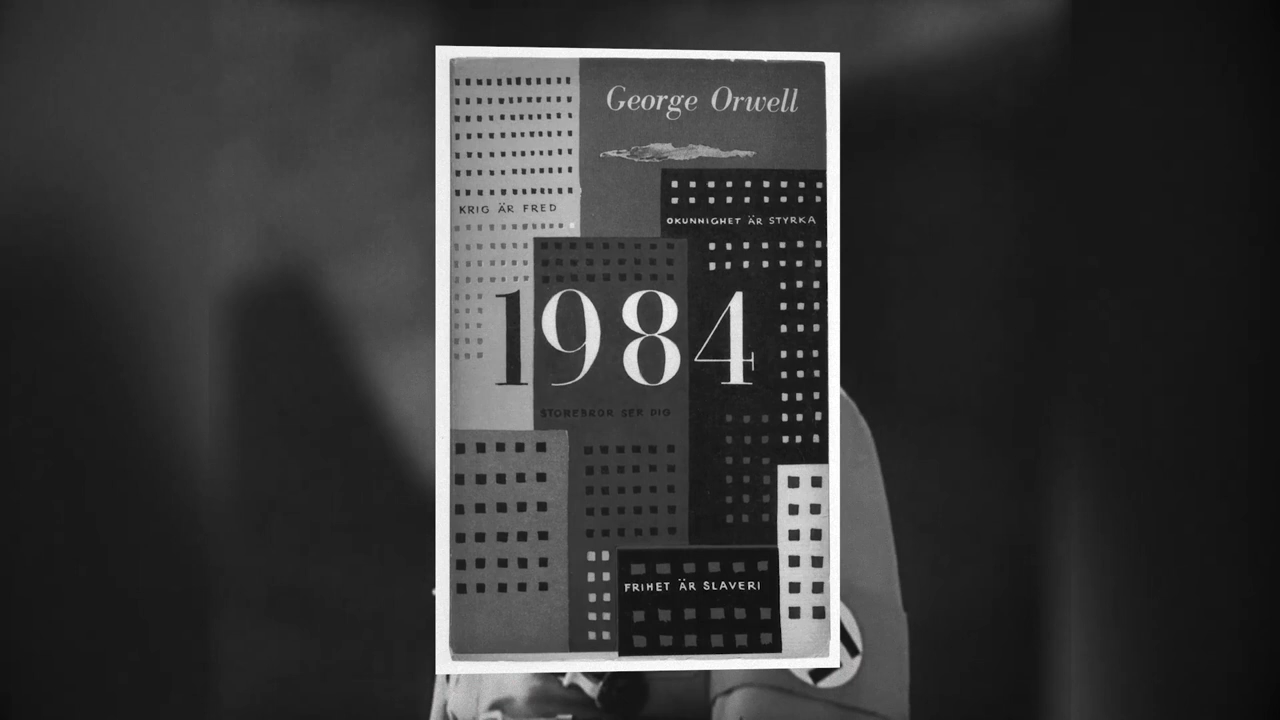 George Orwell
KRIG ÄR FRED
OKUNNIGHET ÄR STYRKA
1984
STOREBROR SER DIG
FRIHET ÄR SLAVERI